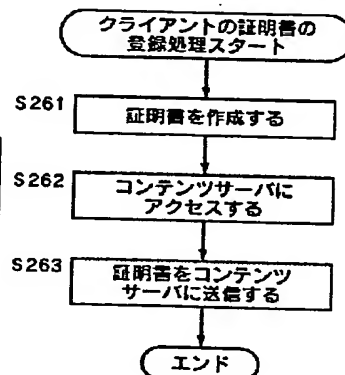 クライアントの証明書の
登録処理スタート
S261
証明書を作成する
S262
コンテンツサーバに
アクセスする
S263
証明書をコンテンツ
サーバに送信する
エンド